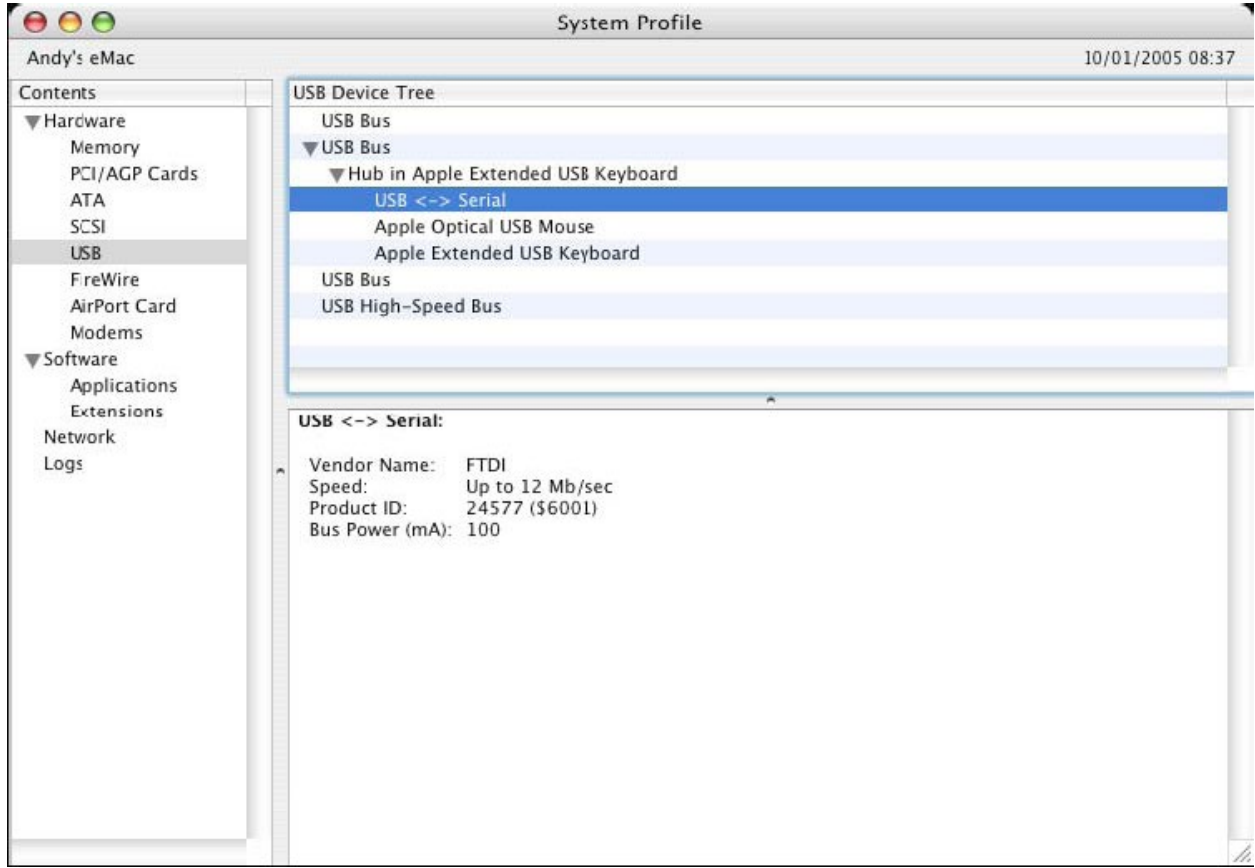 System Profile
Andy's eMac
10/01/2005 08:37
Contents
Hardware
Memory
PCI/AGP Cards
ATA
SCSI
USB
FireWire
AirPort Card
Modems
Software
Applications
Extensions
Network
Logs
USB Device Tree
USB Bus
USB Bus
Hub in Apple Extended USB Keyboard
USB <-> Serial
Apple Optical USB Mouse
Apple Extended USB Keyboard
USB Bus
USB High-Speed Bus
USB <-> Serial:
Vendor Name: FTDI
Speed: Up to 12 Mb/sec
Product ID: 24577 ($6001)
Bus Power (mA): 100